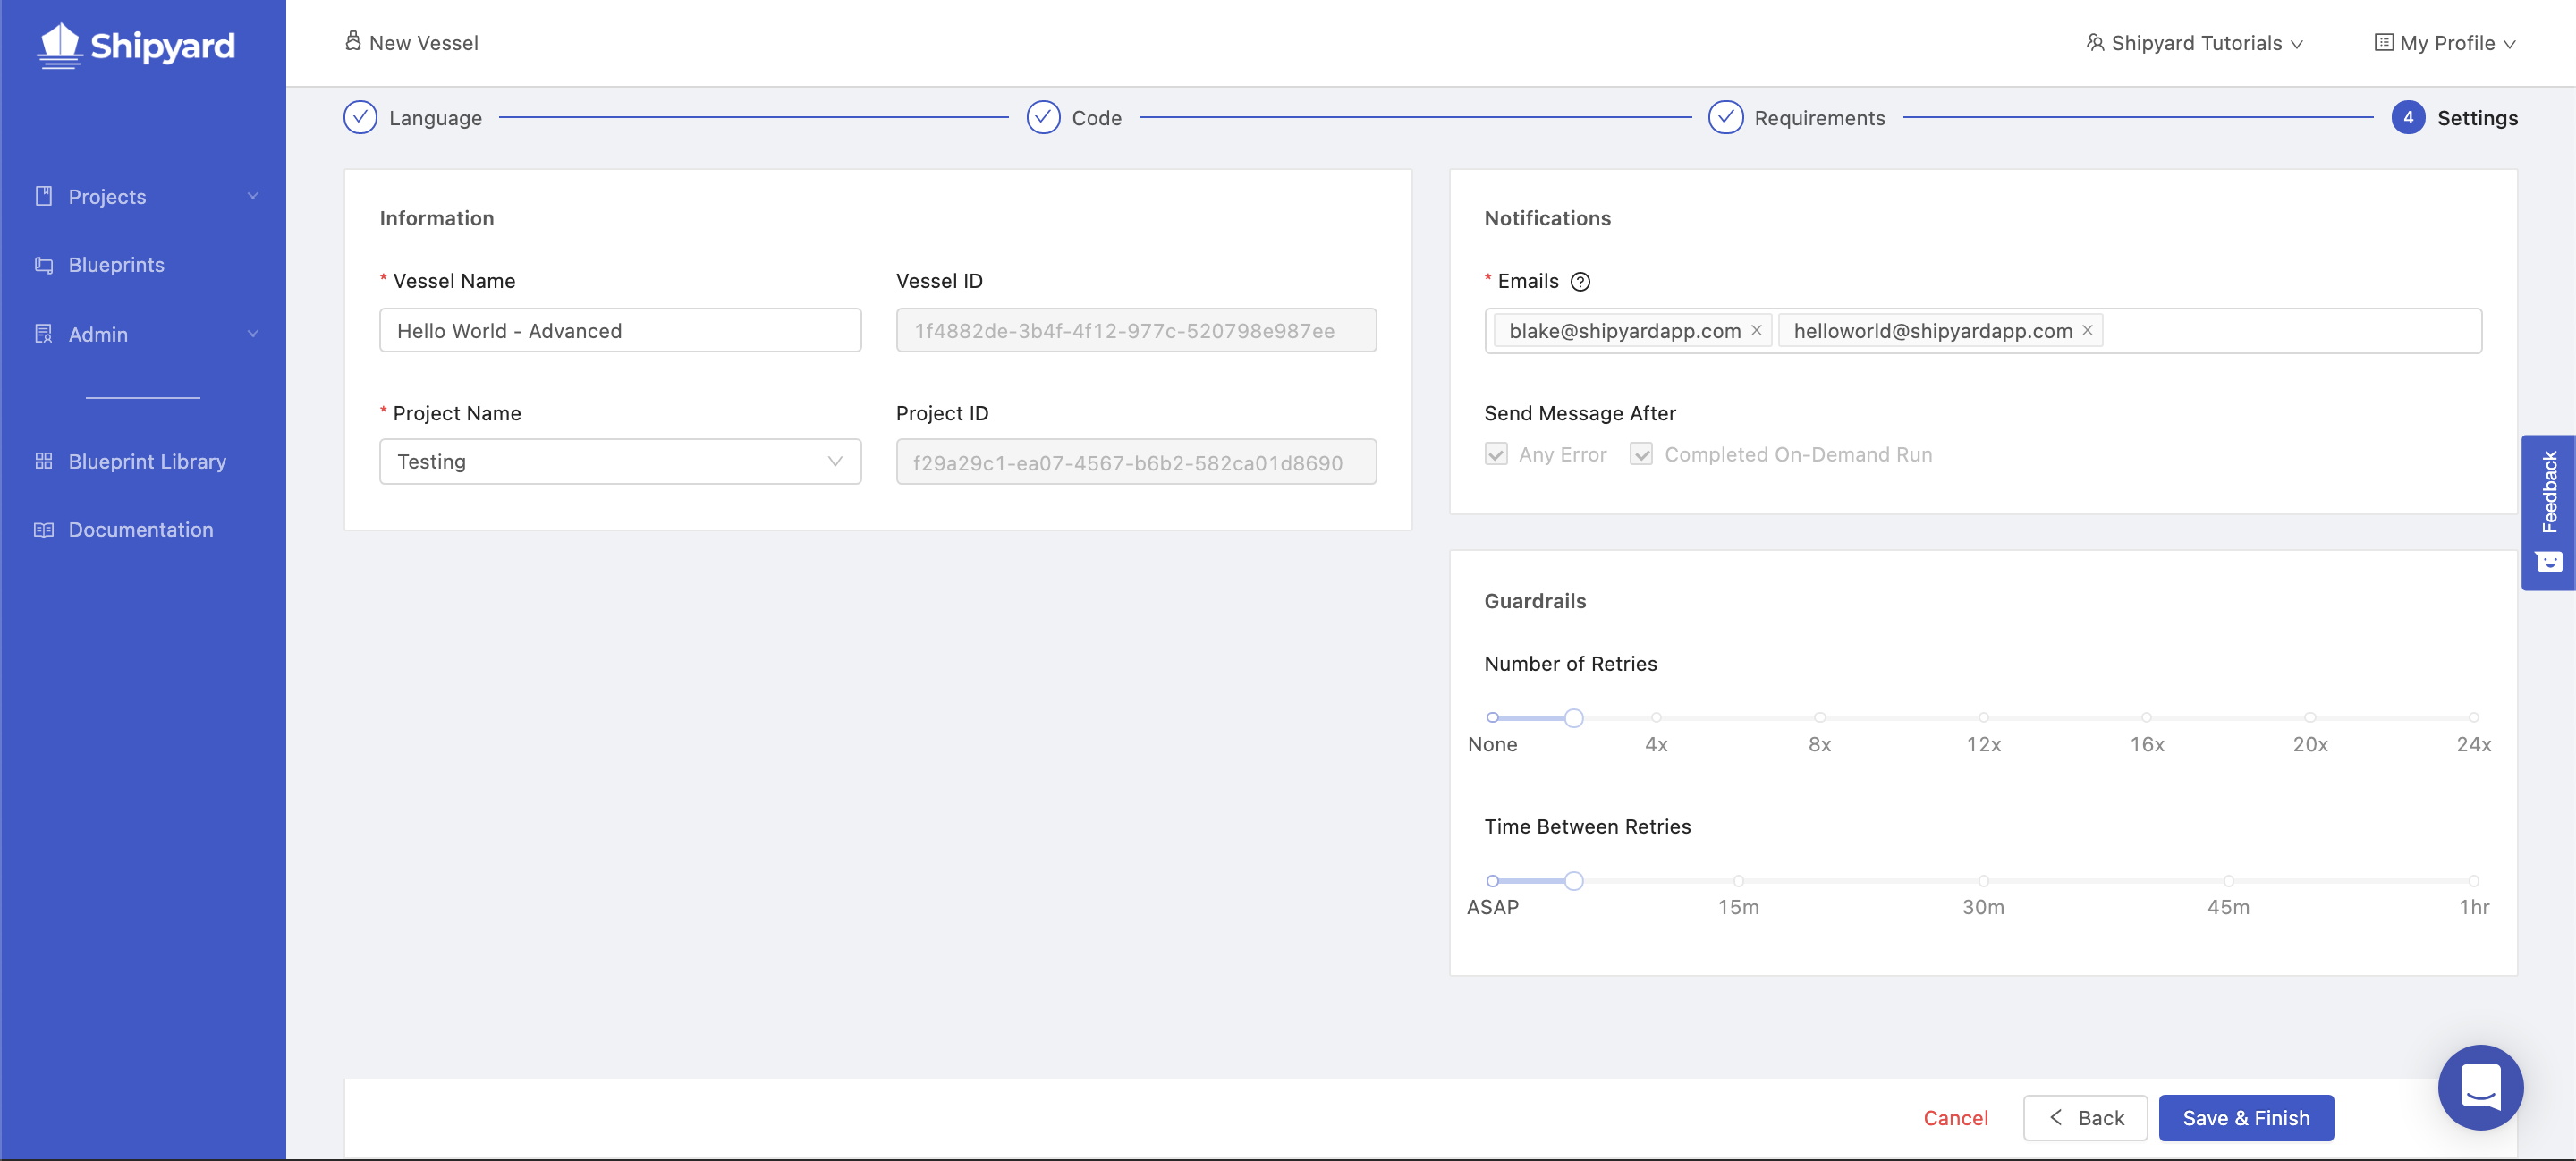 Shipyard
New Vessel
Shipyard Tutorials
My Profile
Projects
Blueprints
Admin
Blueprint Library
Documentation
Language
Code
Requirements
4 Settings
Information
* Vessel Name
Vessel ID
Hello World - Advanced
1f4882de-3b4f-4f12-977c-520798e987ee
* Project Name
Project ID
Testing
f29a29c1-ea07-4567-b6b2-582ca01d8690
Notifications
* Emails ?
blake@shipyardapp.com × helloworld@shipyardapp.com ×
Send Message After
Any Error Completed On-Demand Run
Guardrails
Number of Retries
None 4x 8x 12x 16x 20x 24x
Time Between Retries
ASAP 15m 30m 45m 1hr
Feedback
Cancel
< Back
Save & Finish